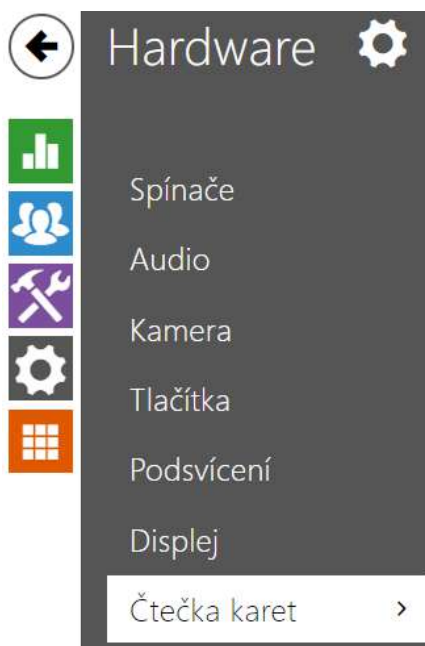 Hardware
Spínače
Audio
Kamera
Tlačítka
Podsvícení
Displej
Čtečka karet